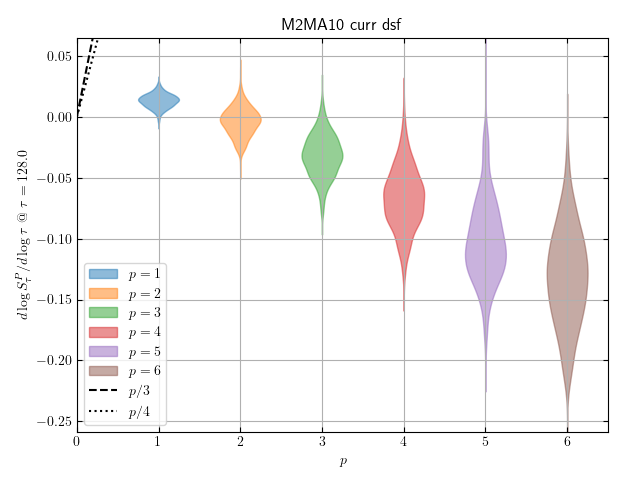 M2MA10 curr dsf
d log S_τ^p / d log τ @ τ = 128.0
0.05
0.00
−0.05
−0.10
−0.15
−0.20
−0.25
p = 1
p = 2
p = 3
p = 4
p = 5
p = 6
p/3
p/4
0 1 2 3 4 5 6
p